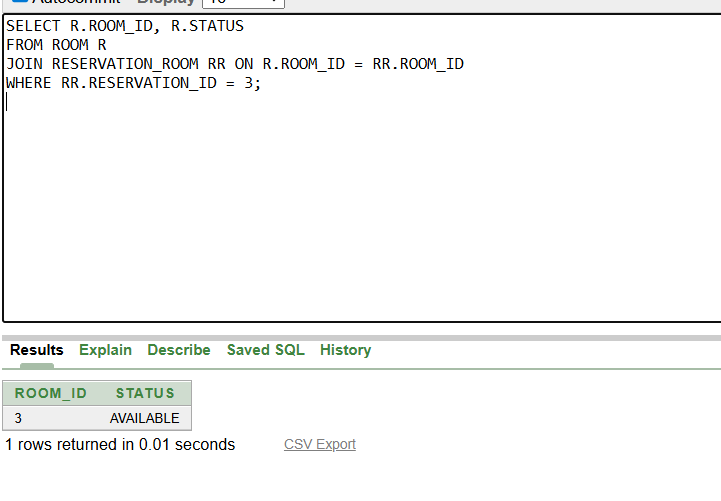 Autocommit Display 10
SELECT R.ROOM_ID, R.STATUS
FROM ROOM R
JOIN RESERVATION_ROOM RR ON R.ROOM_ID = RR.ROOM_ID
WHERE RR.RESERVATION_ID = 3;
Results Explain Describe Saved SQL History
ROOM_ID STATUS
3 AVAILABLE
1 rows returned in 0.01 seconds CSV Export